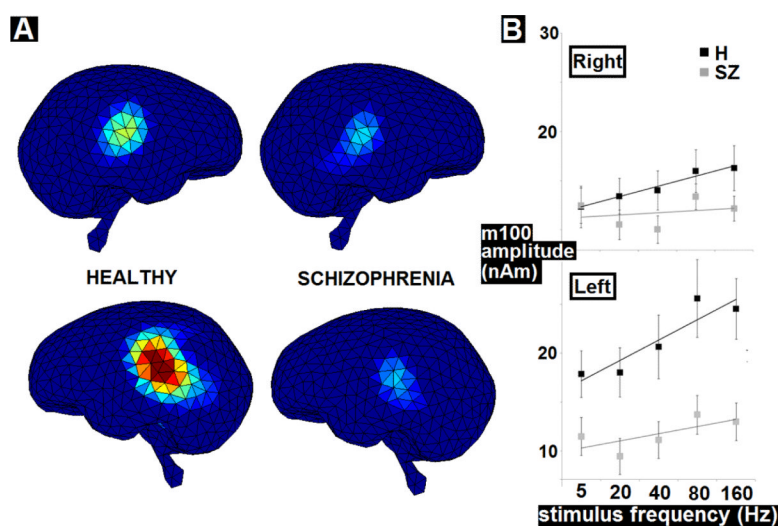 A
B
30
Right
H
SZ
20
m100
amplitude
(nAm)
HEALTHY
SCHIZOPHRENIA
Left
20
10
5 20 40 80 160
stimulus frequency (Hz)